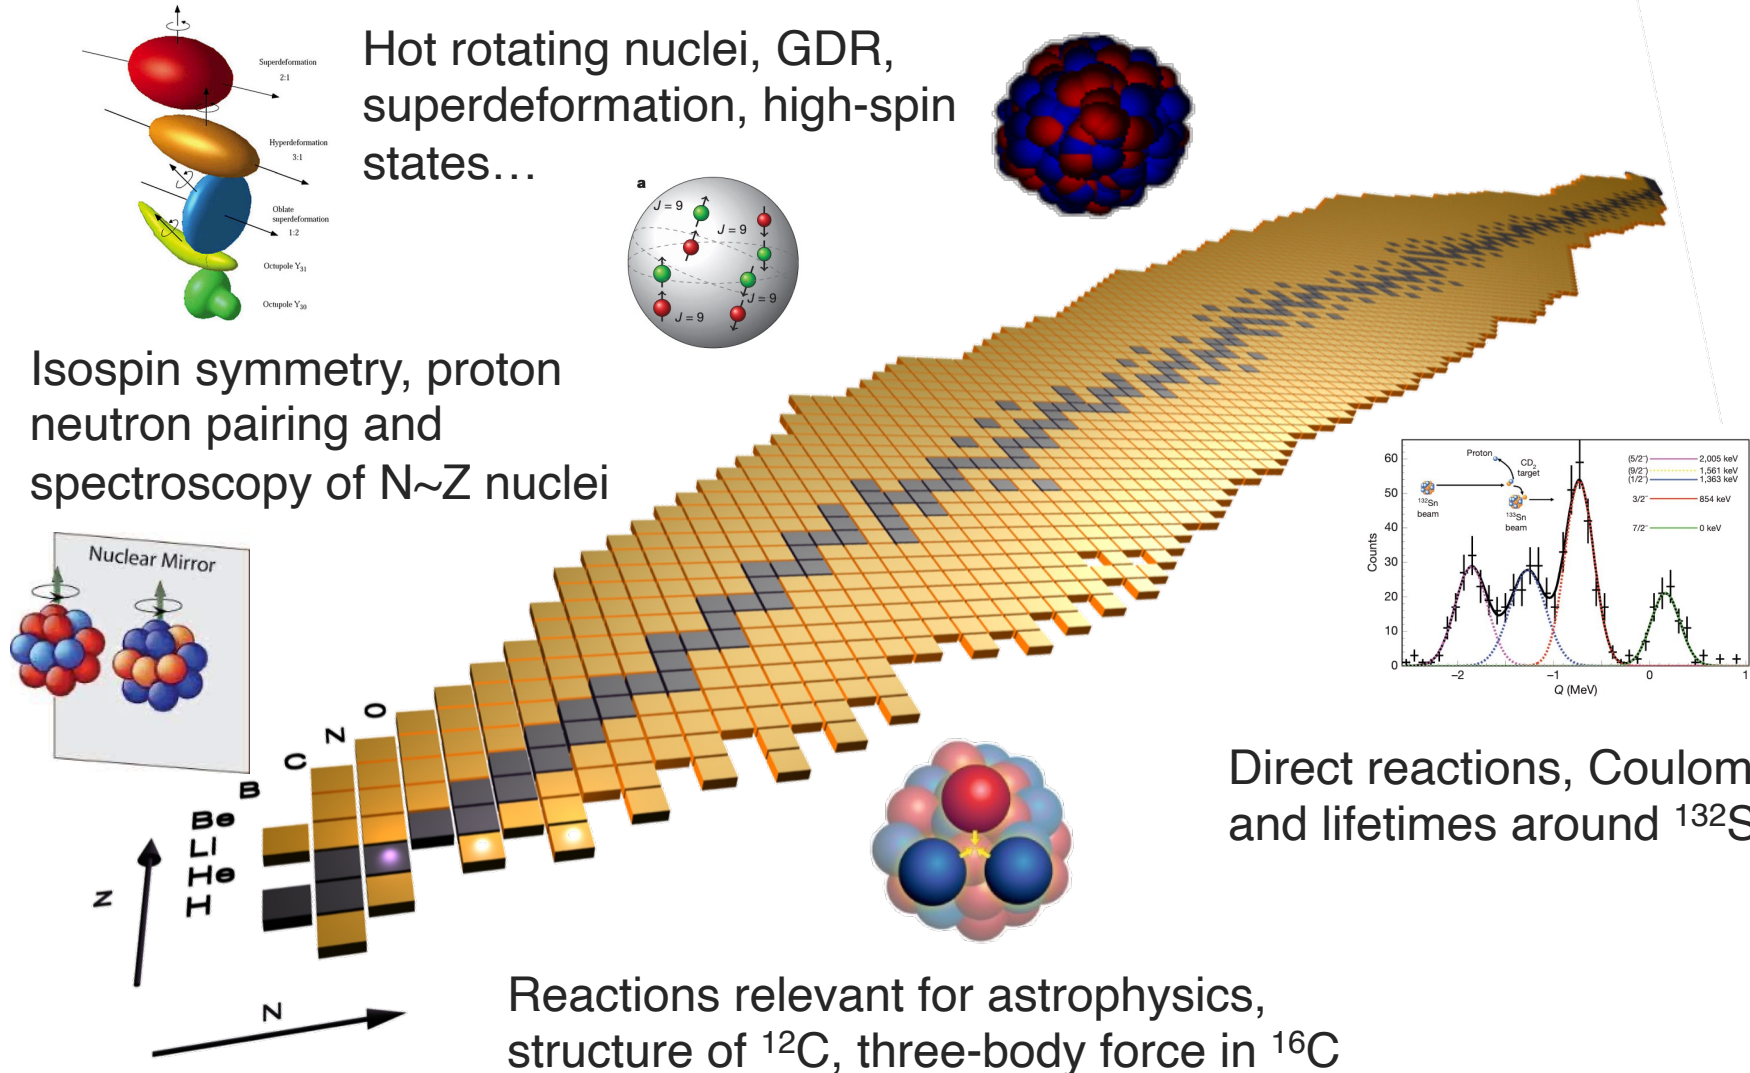 Superdeformation
2:1
Hyperdeformation
3:1
Oblate
superdeformation
1:2
Octupole Y31
Octupole Y30
Hot rotating nuclei, GDR,
superdeformation, high-spin
states…
a
J = 9
J = 9
J = 9
J = 9
Isospin symmetry, proton
neutron pairing and
spectroscopy of N~Z nuclei
Nuclear Mirror
O
N
C
B
Be
LI
He
H
Z
N
60
50
40
30
20
10
0
Counts
−2
−1
0
1
Q (MeV)
Proton
CD2
target
132Sn
beam
133Sn
beam
(5/2−) 2,005 keV
(9/2−) 1,561 keV
(1/2−) 1,363 keV
3/2− 854 keV
7/2− 0 keV
Direct reactions, Coulom
and lifetimes around ¹³²S
Reactions relevant for astrophysics,
structure of ¹²C, three-body force in ¹⁶C